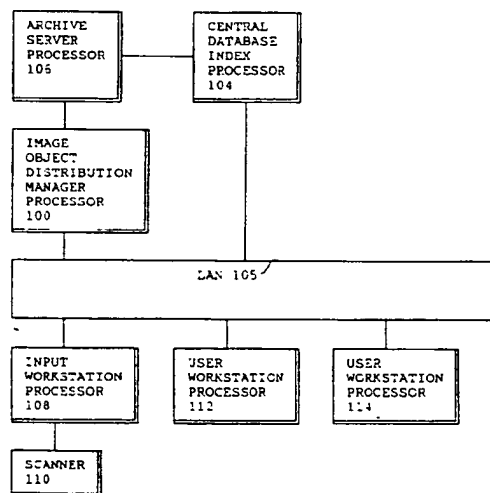 ARCHIVE
SERVER
PROCESSOR
106
CENTRAL
DATABASE
INDEX
PROCESSOR
104
IMAGE
OBJECT
DISTRIBUTION
MANAGER
PROCESSOR
100
LAN 105
INPUT
WORKSTATION
PROCESSOR
108
USER
WORKSTATION
PROCESSOR
112
USER
WORKSTATION
PROCESSOR
114
SCANNER
110